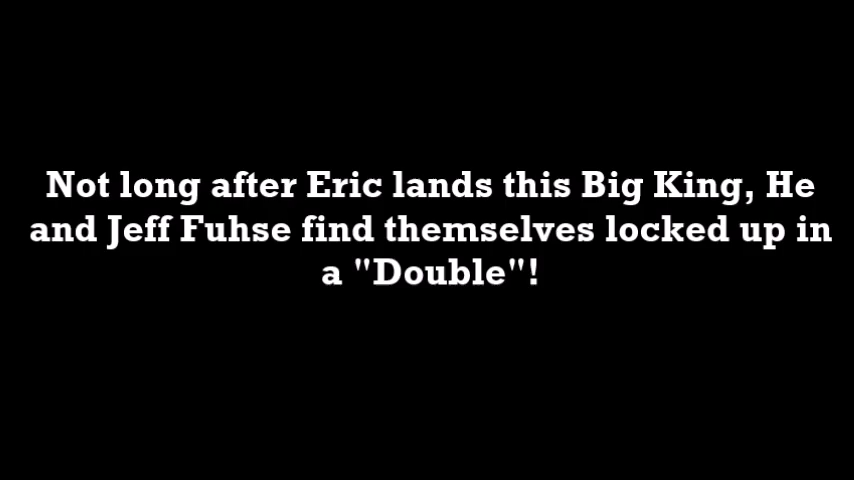 Not long after Eric lands this Big King, He
and Jeff Fuhse find themselves locked up in
a "Double"!